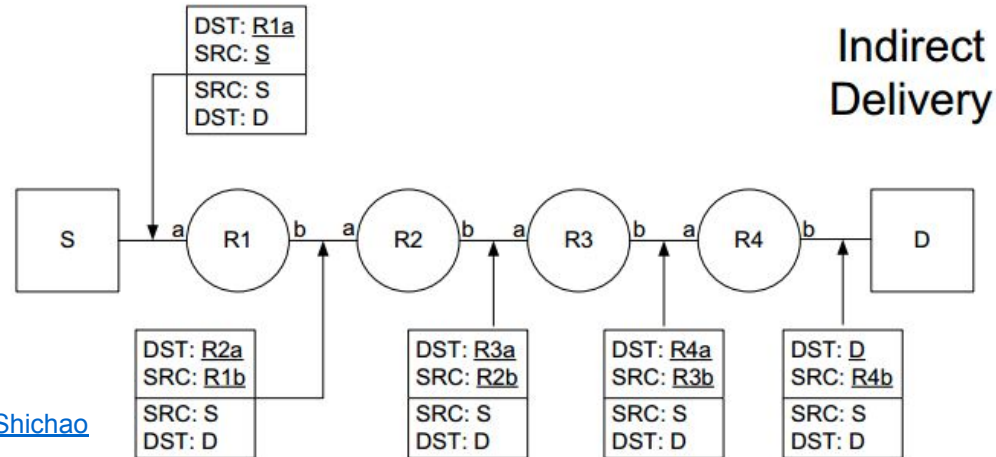 DST: R1a
SRC: S
SRC: S
DST: D
Indirect
Delivery
S
a
R1
b
a
R2
b
a
R3
b
a
R4
b
D
DST: R2a
SRC: R1b
SRC: S
DST: D
DST: R3a
SRC: R2b
SRC: S
DST: D
DST: R4a
SRC: R3b
SRC: S
DST: D
DST: D
SRC: R4b
SRC: S
DST: D
Shichao